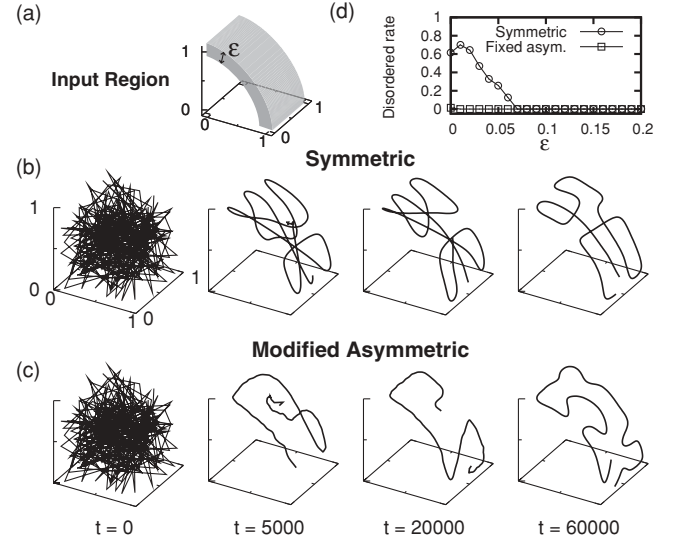 (a)
1
ε
Input Region
0
0
1
0
1
(d)
Disordered rate
1
0.8
0.6
0.4
0.2
0
Symmetric
Fixed asym.
0
0.05
0.1
0.15
0.2
ε
Symmetric
(b)
1
0
0
1
0
1
Modified Asymmetric
(c)
t = 0
t = 5000
t = 20000
t = 60000